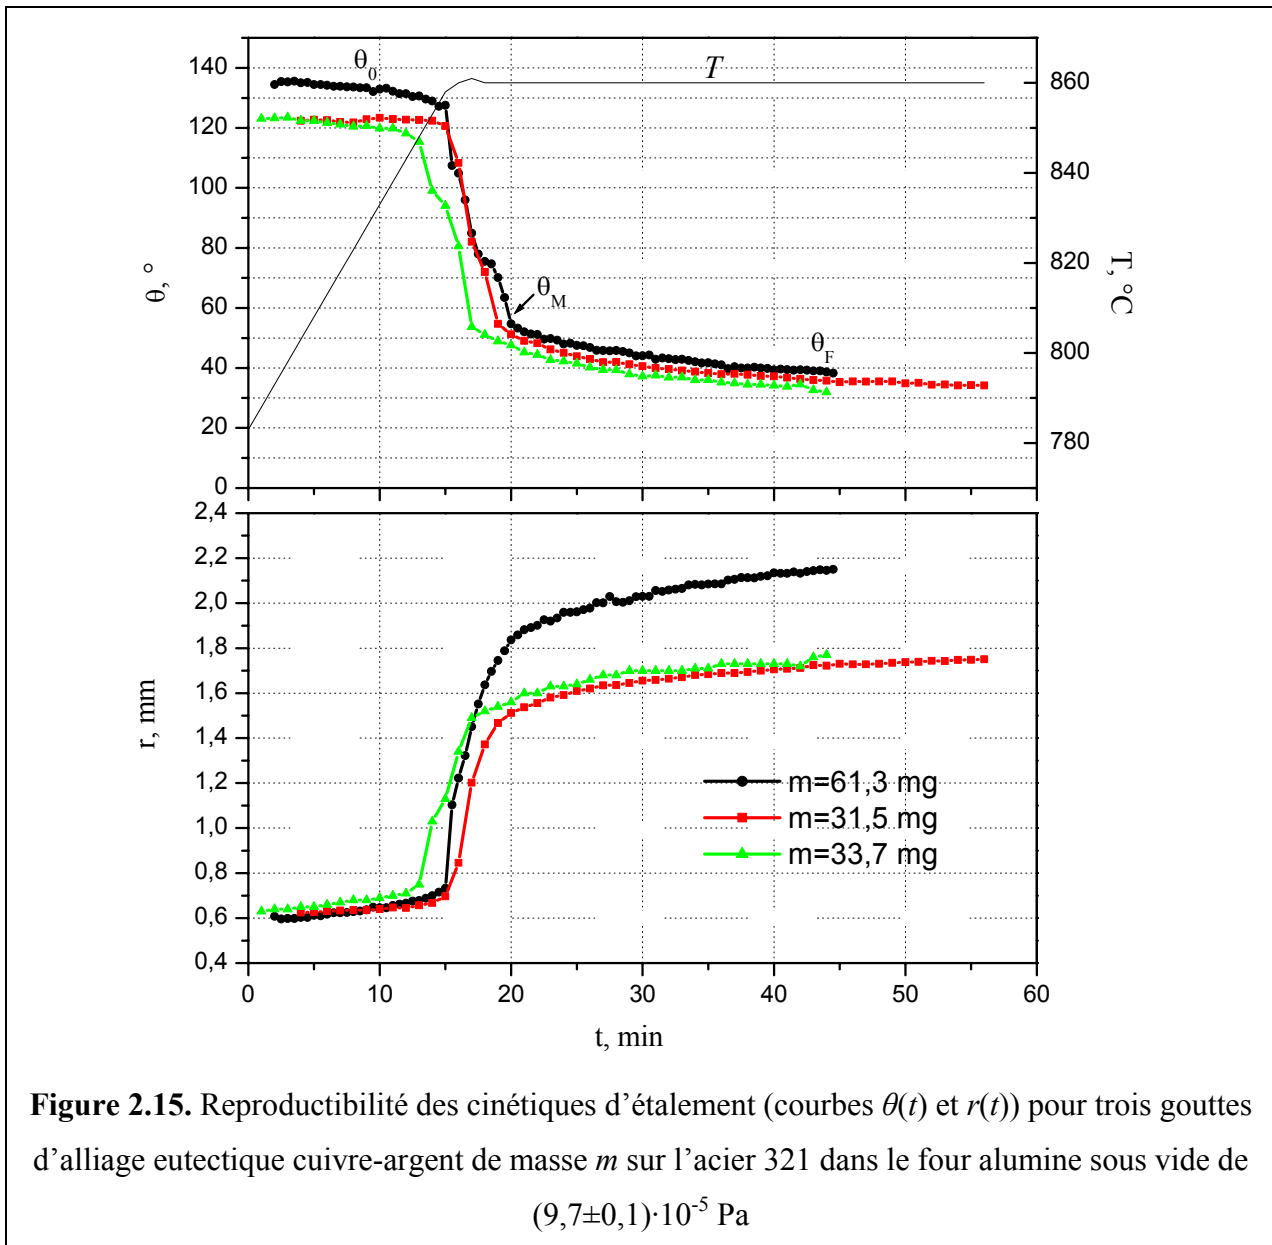 140
120
100
80
60
40
20
0
θ, °
θ0
T
θM
θF
860
840
820
800
780
T, °C
2,4
2,2
2,0
1,8
1,6
1,4
1,2
1,0
0,8
0,6
0,4
r, mm
m=61,3 mg
m=31,5 mg
m=33,7 mg
0 10 20 30 40 50 60
t, min
Figure 2.15. Reproductibilité des cinétiques d’étalement (courbes θ(t) et r(t)) pour trois gouttes
d’alliage eutectique cuivre-argent de masse m sur l’acier 321 dans le four alumine sous vide de
(9,7±0,1)·10⁻⁵ Pa